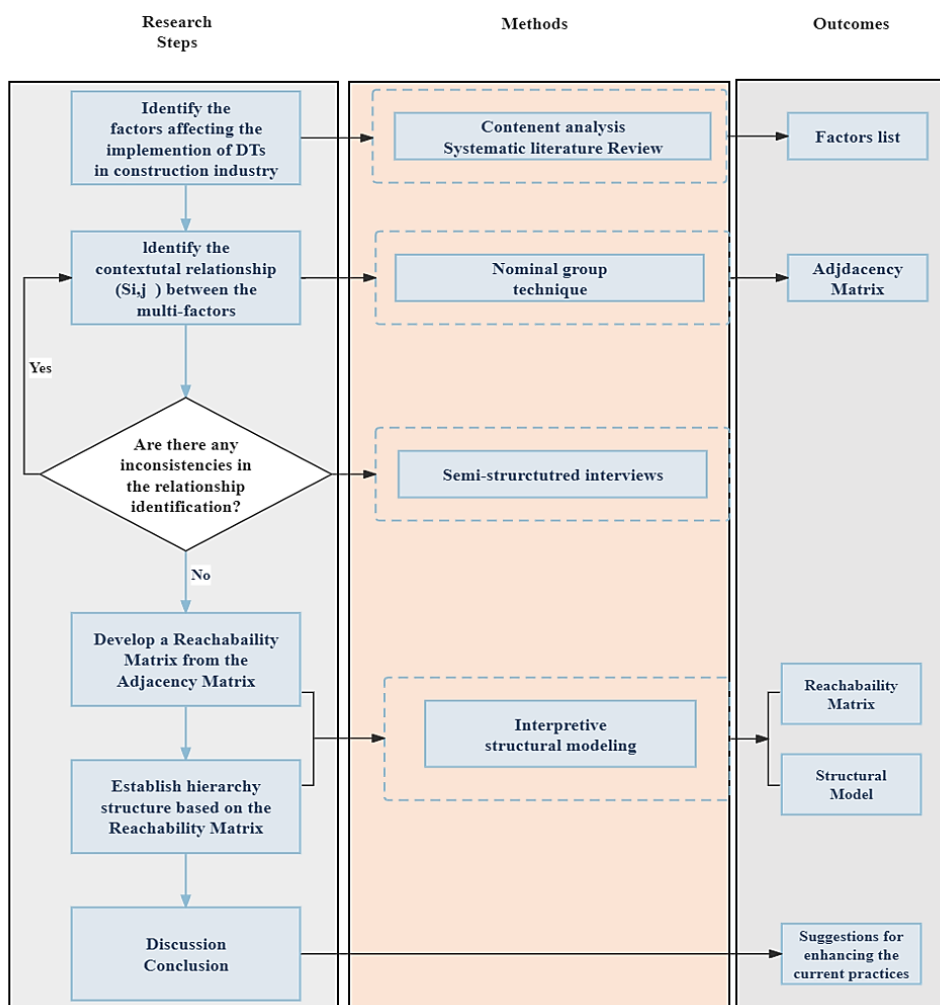 Research
Steps
Methods
Outcomes
Identify the
factors affecting the
implemention of DTs
in construction industry
Contenent analysis
Systematic literature Review
Factors list
Identify the
contextutal relationship
(Si,j ) between the
multi-factors
Nominal group
technique
Adjdacency
Matrix
Yes
Are there any
inconsistencies in
the relationship
identification?
Semi-strurctutred interviews
No
Develop a Reachabaility
Matrix from the
Adjacency Matrix
Interpretive
structural modeling
Reachabaility
Matrix
Establish hierarchy
structure based on the
Reachability Matrix
Structural
Model
Discussion
Conclusion
Suggestions for
enhancing the
current practices